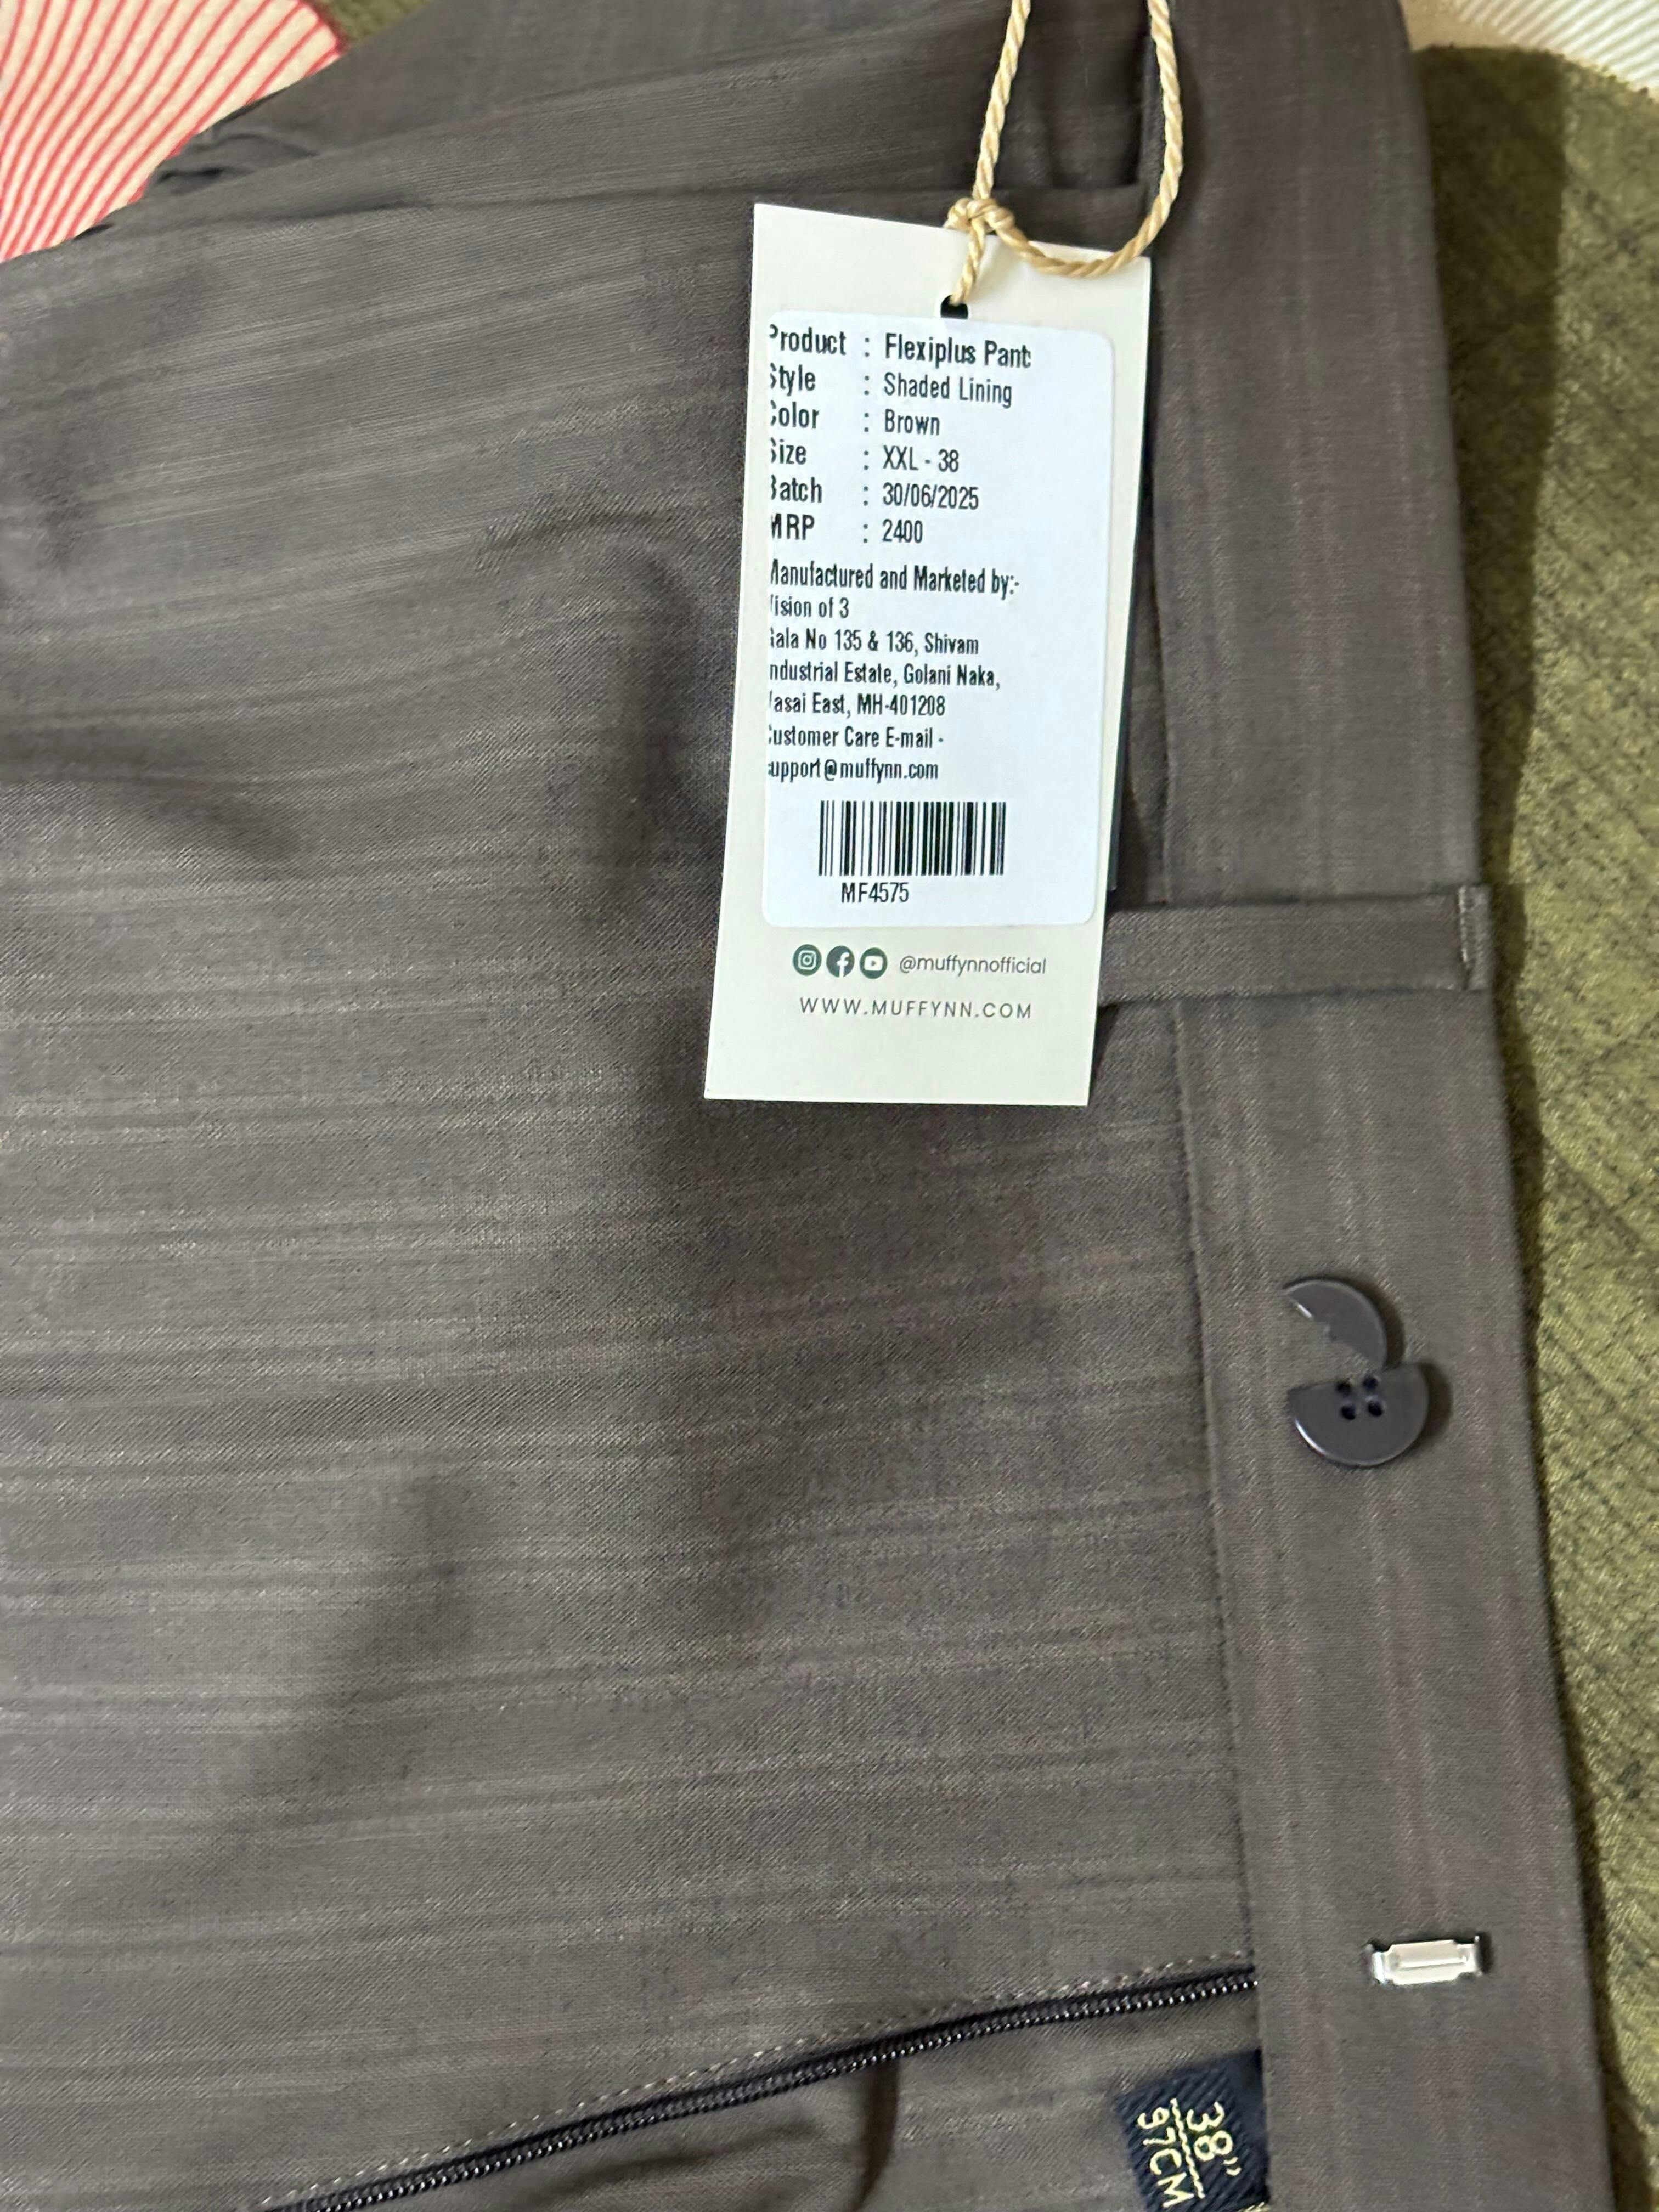 Product : Flexiplus Pant
Style : Shaded Lining
Color : Brown
Size : XXL - 38
Batch : 30/06/2025
MRP : 2400
Manufactured and Marketed by:-
Vision of 3
Gala No 135 & 136, Shivam
Industrial Estate, Golani Naka,
Vasai East, MH-401208
Customer Care E-mail -
support@muffynn.com
MF4575
@muffynnofficial
WWW.MUFFYNN.COM
38"
97CM